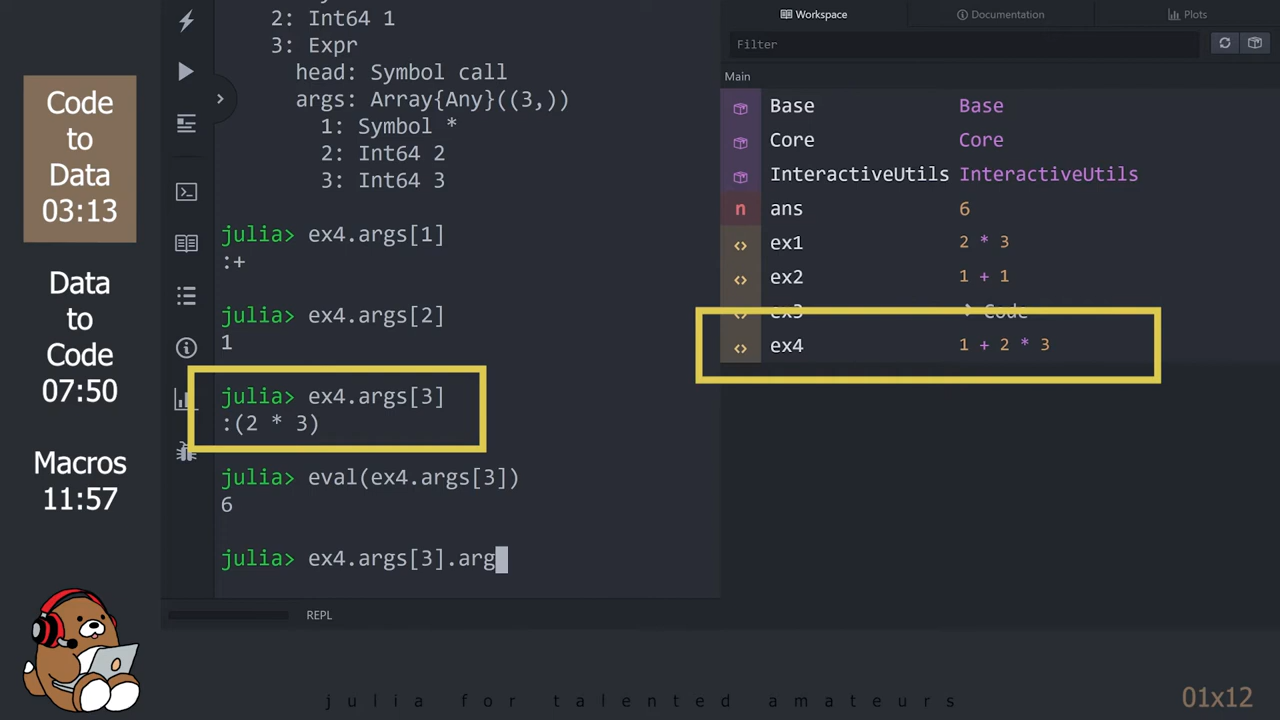 Code
to
Data
03:13
Data
to
Code
07:50
Macros
11:57
2: Int64 1
3: Expr
head: Symbol call
args: Array{Any}((3,))
1: Symbol *
2: Int64 2
3: Int64 3
julia> ex4.args[1]
:+
julia> ex4.args[2]
1
julia> ex4.args[3]
:(2 * 3)
julia> eval(ex4.args[3])
6
julia> ex4.args[3].arg
REPL
Workspace Documentation Plots
Filter
Main
Base Base
Core Core
InteractiveUtils InteractiveUtils
n ans 6
ex1 2 * 3
ex2 1 + 1
ex3 Code
ex4 1 + 2 * 3
julia for talented amateurs
01x12